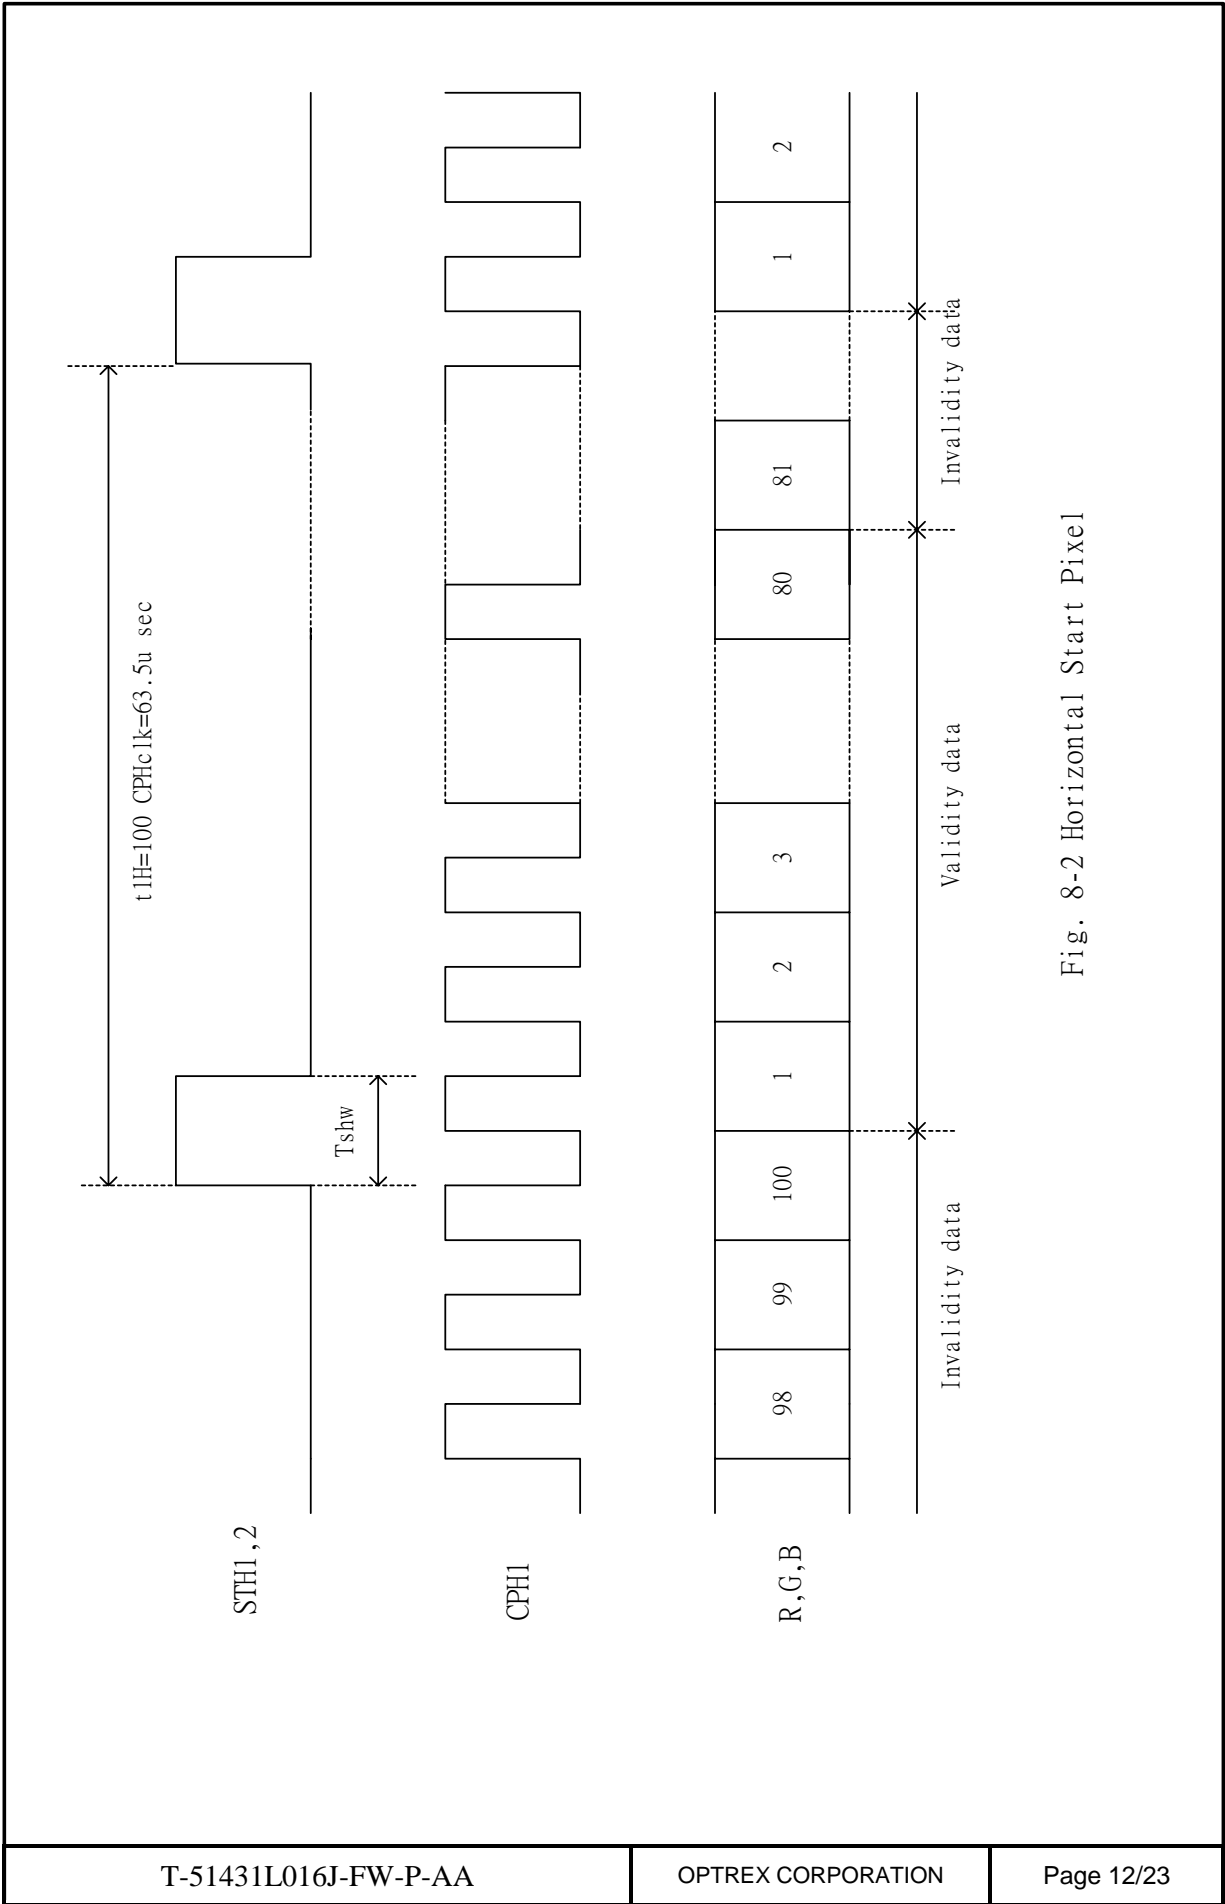 t1H=100 CPHclk=63.5u sec
STH1,2
Tshw
CPH1
R,G,B
98
99
100
1
2
3
80
81
1
2
Invalidity data
Validity data
Invalidity data
Fig. 8-2 Horizontal Start Pixel
T-51431L016J-FW-P-AA
OPTREX CORPORATION
Page 12/23